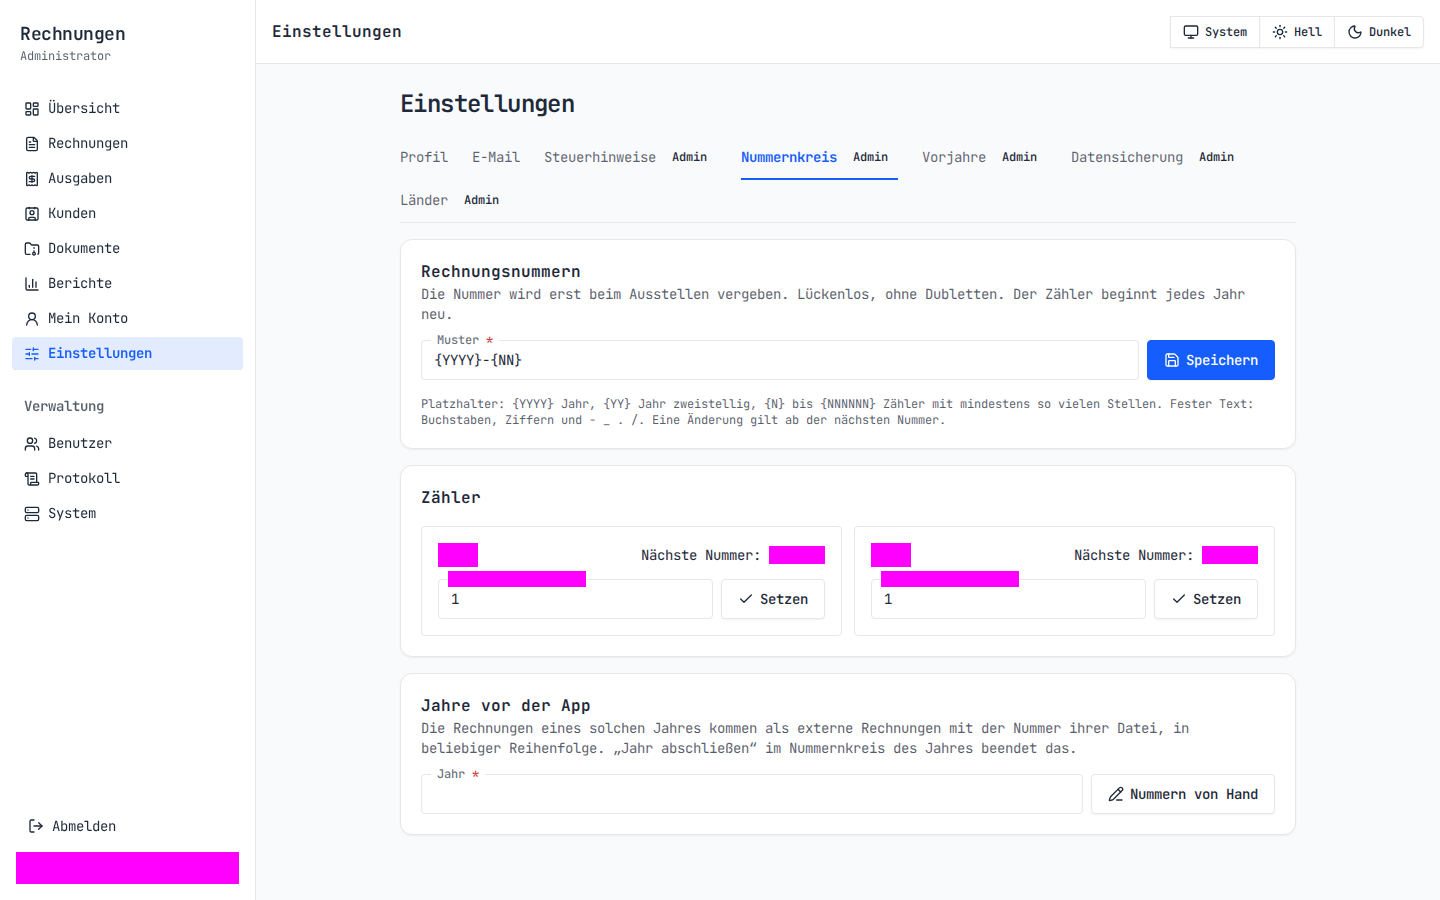 Rechnungen
Administrator
Übersicht
Rechnungen
Ausgaben
Kunden
Dokumente
Berichte
Mein Konto
Einstellungen
Verwaltung
Benutzer
Protokoll
System
Abmelden
Einstellungen
System
Hell
Dunkel
Einstellungen
Profil
E-Mail
Steuerhinweise Admin
Nummernkreis Admin
Vorjahre Admin
Datensicherung Admin
Länder Admin
Rechnungsnummern
Die Nummer wird erst beim Ausstellen vergeben. Lückenlos, ohne Dubletten. Der Zähler beginnt jedes Jahr
neu.
Muster *
{YYYY}-{NN}
Speichern
Platzhalter: {YYYY} Jahr, {YY} Jahr zweistellig, {N} bis {NNNNNN} Zähler mit mindestens so vielen Stellen. Fester Text:
Buchstaben, Ziffern und - _ . /. Eine Änderung gilt ab der nächsten Nummer.
Zähler
Nächste Nummer:
1
Setzen
Nächste Nummer:
1
Setzen
Jahre vor der App
Die Rechnungen eines solchen Jahres kommen als externe Rechnungen mit der Nummer ihrer Datei, in
beliebiger Reihenfolge. „Jahr abschließen“ im Nummernkreis des Jahres beendet das.
Jahr *
Nummern von Hand